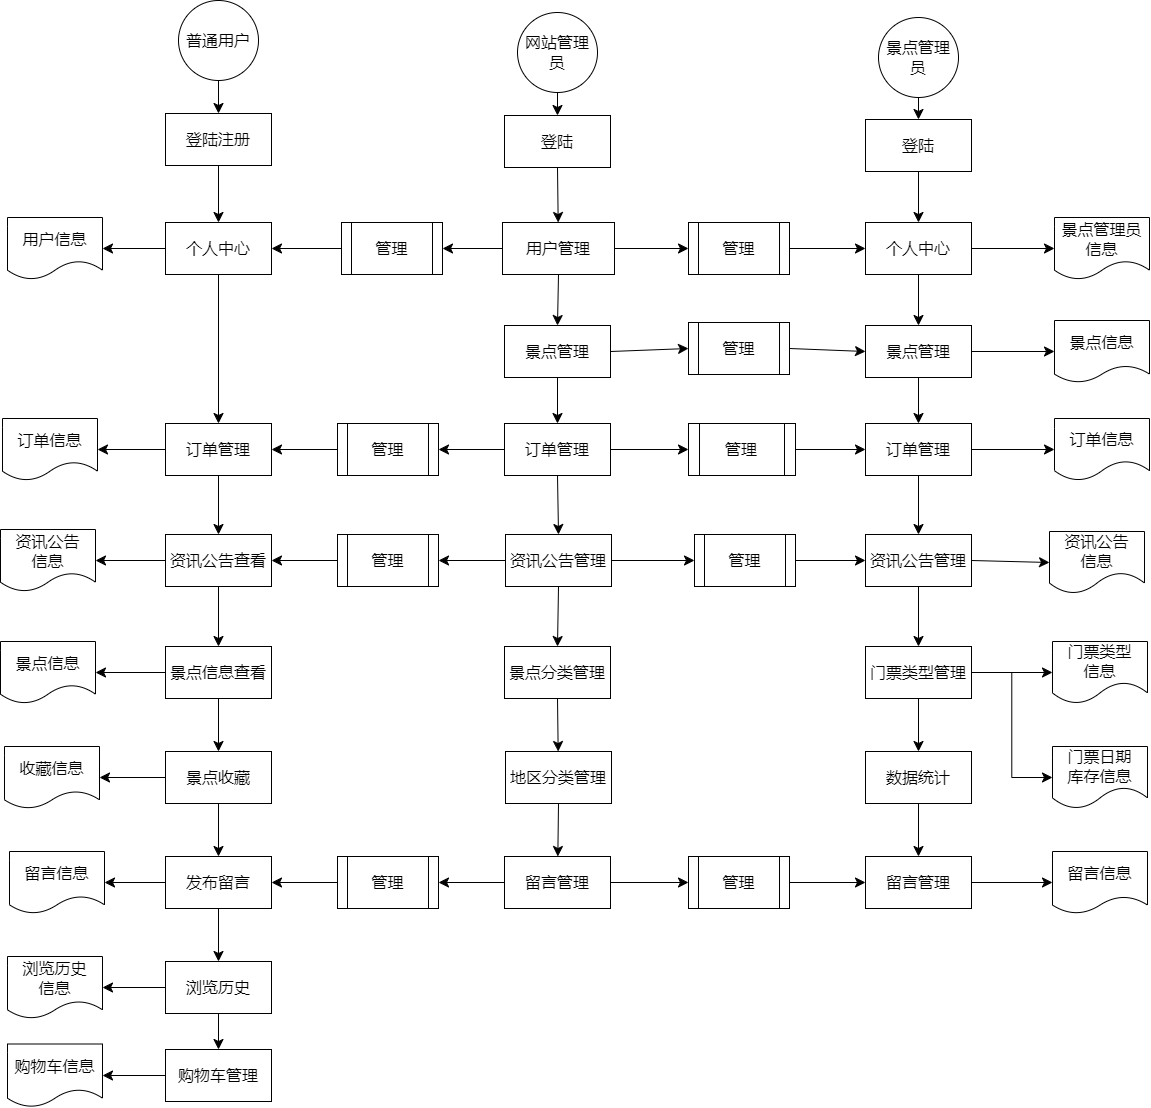 普通用户
网站管理
员
景点管理
员
登陆注册
登陆
登陆
用户信息
个人中心
管理
用户管理
管理
个人中心
景点管理员
信息
景点管理
管理
景点管理
景点信息
订单信息
订单管理
管理
订单管理
管理
订单管理
订单信息
资讯公告
信息
资讯公告查看
管理
资讯公告管理
管理
资讯公告管理
资讯公告
信息
景点信息
景点信息查看
景点分类管理
门票类型管理
门票类型
信息
收藏信息
景点收藏
地区分类管理
数据统计
门票日期
库存信息
留言信息
发布留言
管理
留言管理
管理
留言管理
留言信息
浏览历史
信息
浏览历史
购物车信息
购物车管理